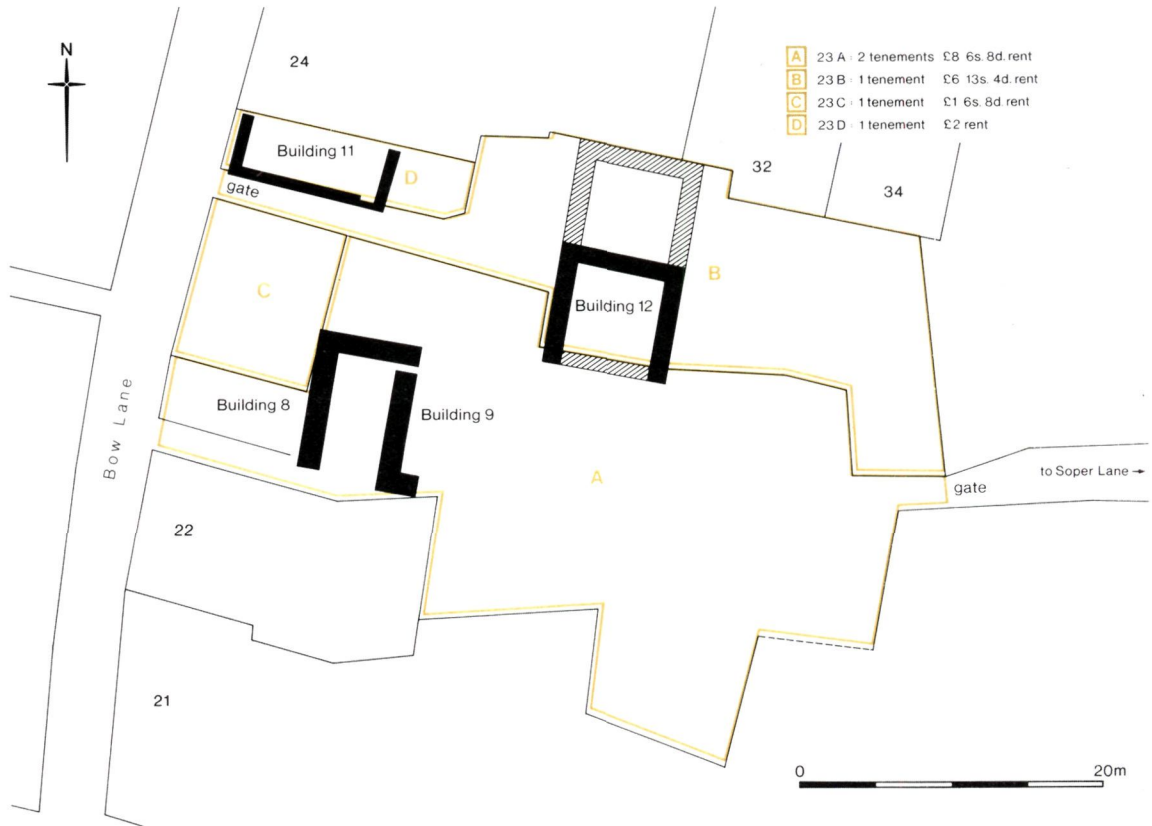 N
24
A 23 A : 2 tenements £8 6s. 8d. rent
B 23 B : 1 tenement £6 13s. 4d. rent
C 23 C : 1 tenement £1 6s. 8d. rent
D 23 D : 1 tenement £2 rent
Building 11
D
gate
32
34
B
C
Building 12
Bow Lane
Building 8
Building 9
A
to Soper Lane →
gate
22
21
0 20m